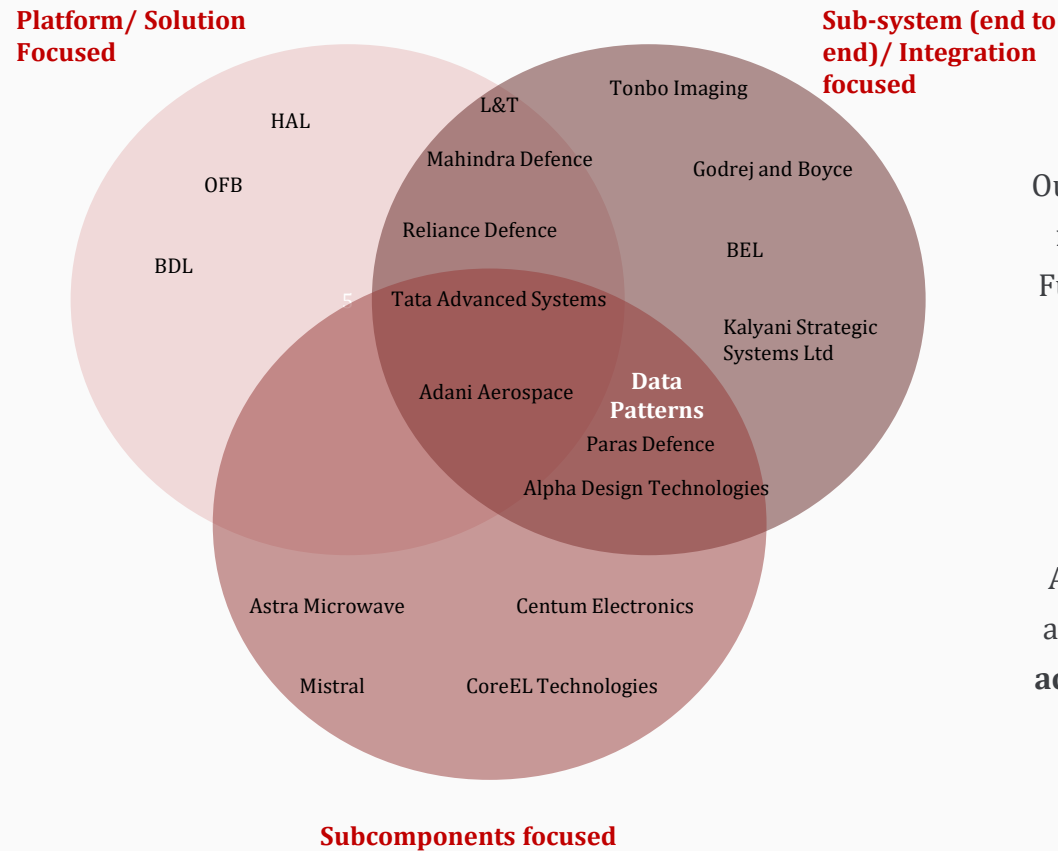 Platform/ Solution
Focused
Sub-system (end to
end)/ Integration
focused
L&T
Tonbo Imaging
HAL
Mahindra Defence
Godrej and Boyce
OFB
Reliance Defence
BEL
BDL
5
Tata Advanced Systems
Kalyani Strategic
Systems Ltd
Adani Aerospace
Data
Patterns
Paras Defence
Alpha Design Technologies
Astra Microwave
Centum Electronics
Mistral
CoreEL Technologies
Subcomponents focused